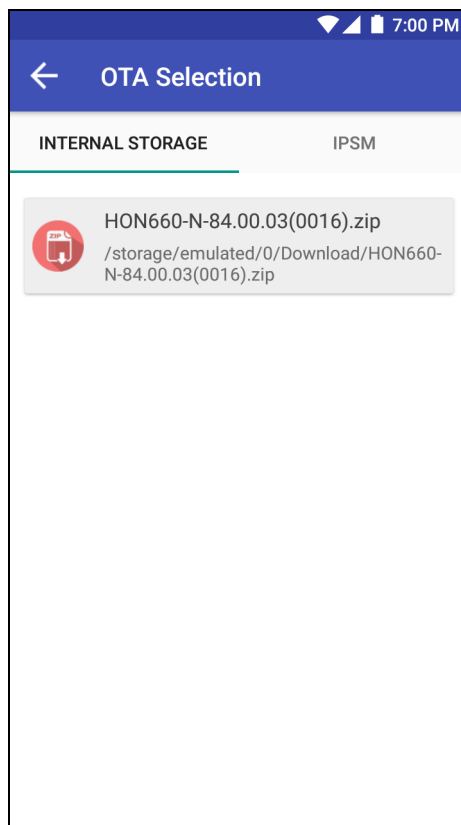 7:00 PM
OTA Selection
INTERNAL STORAGE
IPSM
ZIP
HON660-N-84.00.03(0016).zip
/storage/emulated/0/Download/HON660-
N-84.00.03(0016).zip